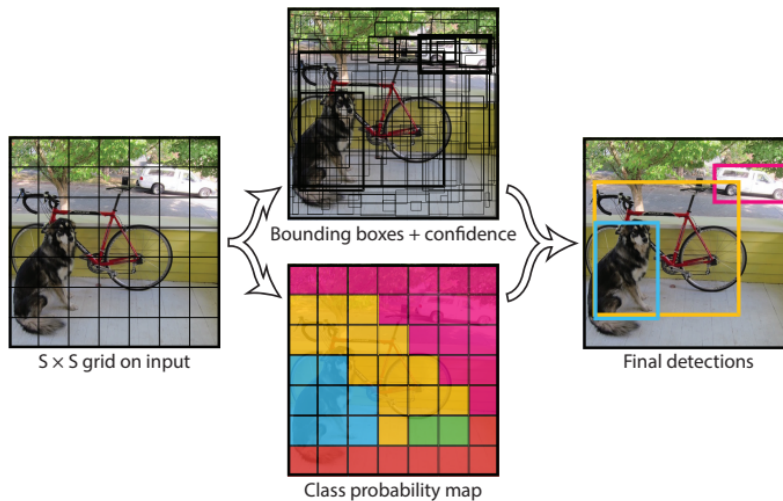 S × S grid on input
Bounding boxes + confidence
Class probability map
Final detections